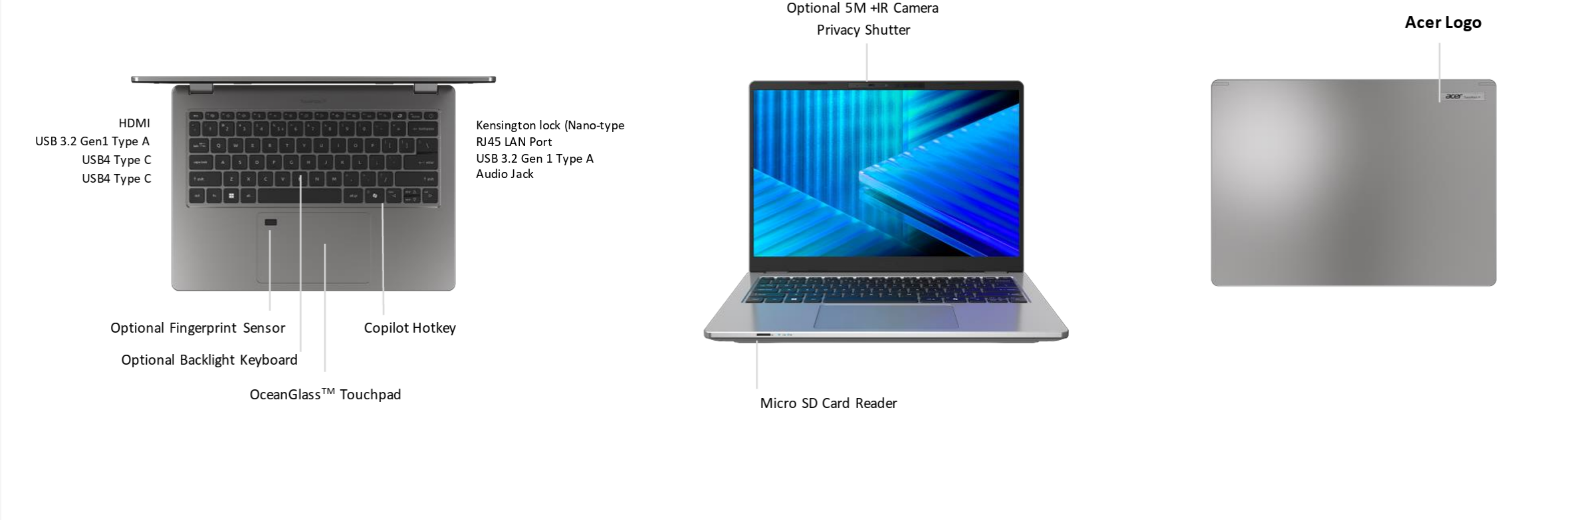 Optional 5M +IR Camera
Privacy Shutter
Acer Logo
HDMI
USB 3.2 Gen1 Type A
USB4 Type C
USB4 Type C
Kensington lock (Nano-type
RJ45 LAN Port
USB 3.2 Gen 1 Type A
Audio Jack
acer
Optional Fingerprint Sensor
Copilot Hotkey
Optional Backlight Keyboard
OceanGlass™ Touchpad
Micro SD Card Reader